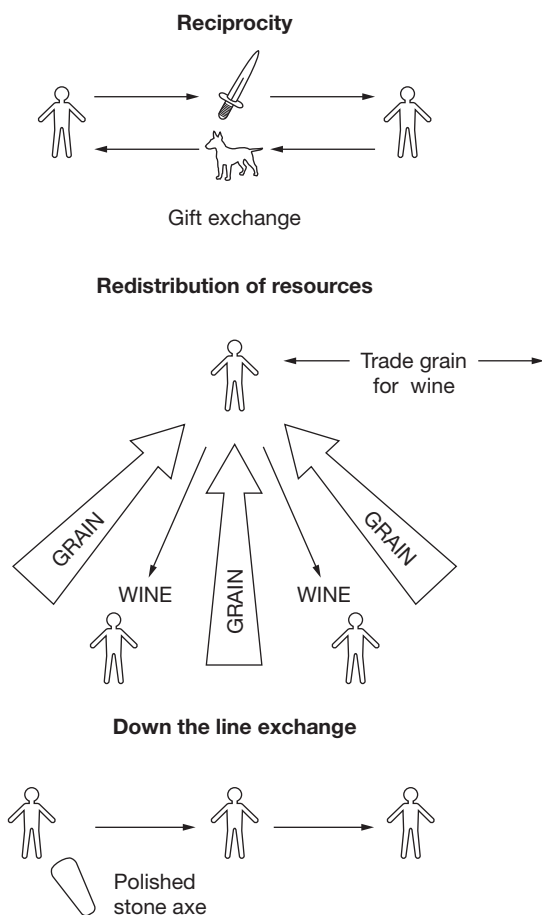 Reciprocity
Gift exchange
Redistribution of resources
Trade grain
for wine
GRAIN
GRAIN
GRAIN
WINE
WINE
Down the line exchange
Polished
stone axe